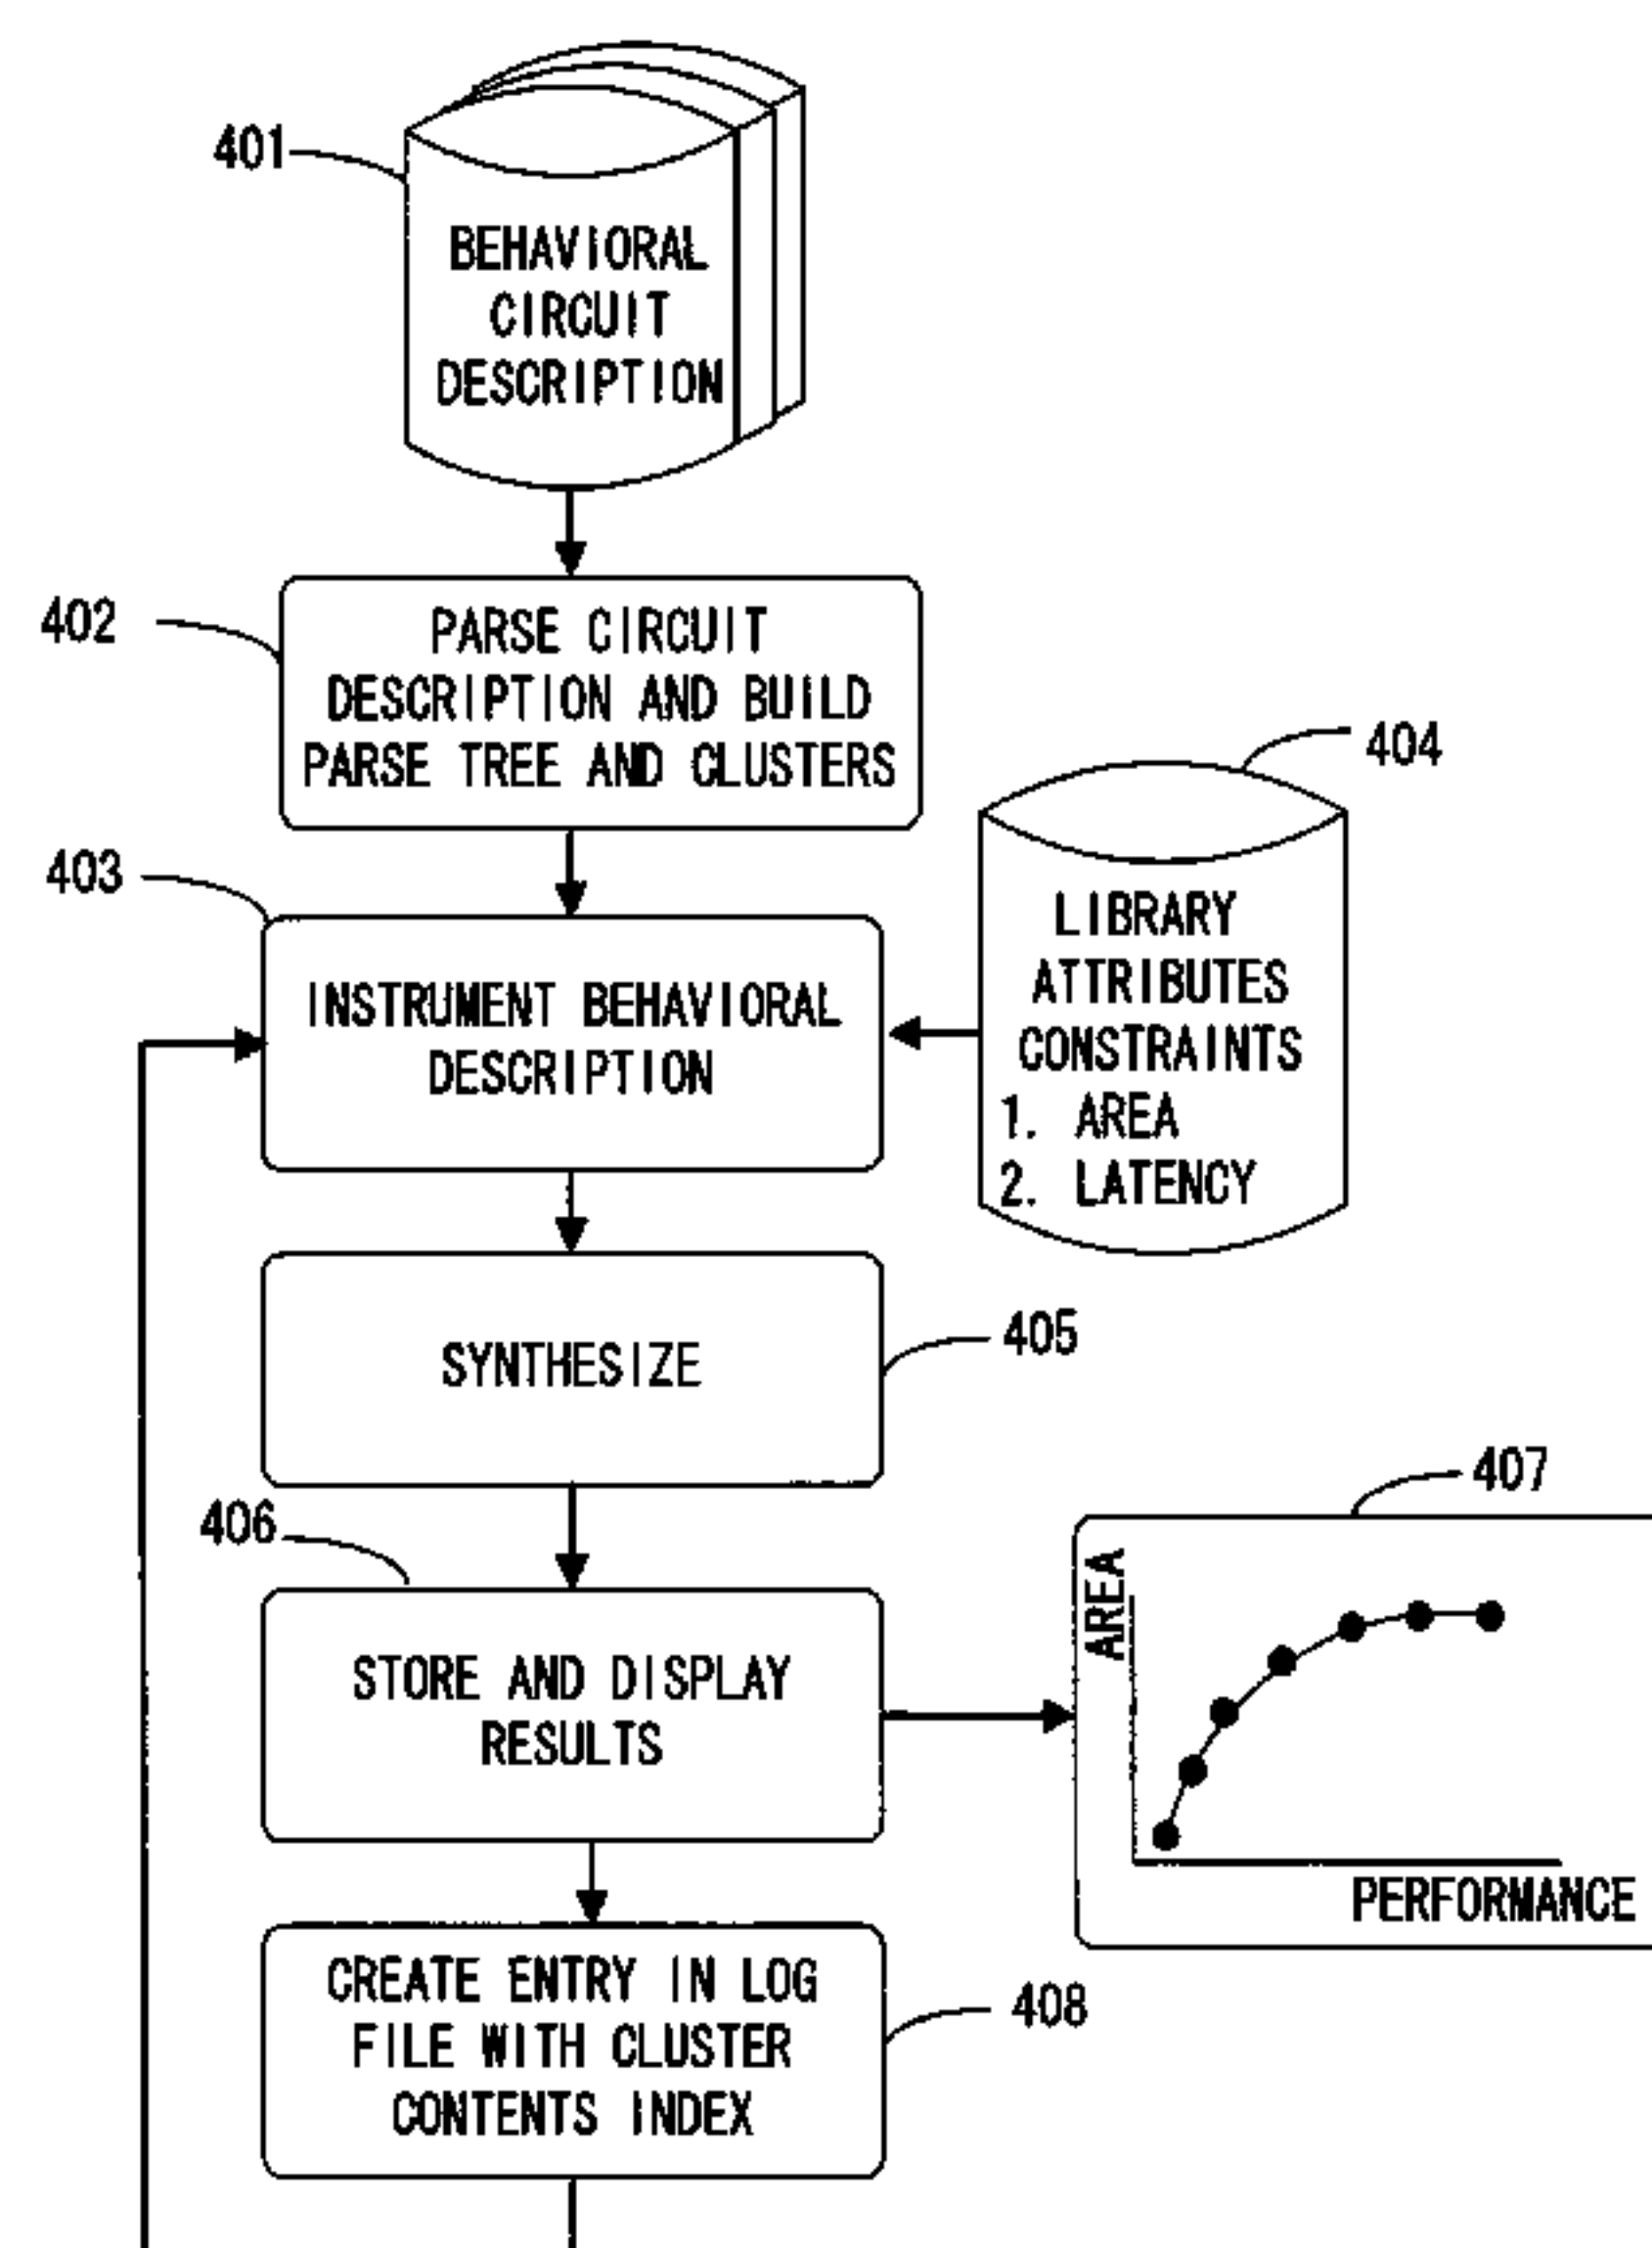 401
BEHAVIORAL
CIRCUIT
DESCRIPTION
402
PARSE CIRCUIT
DESCRIPTION AND BUILD
PARSE TREE AND CLUSTERS
403
INSTRUMENT BEHAVIORAL
DESCRIPTION
404
LIBRARY
ATTRIBUTES
CONSTRAINTS
1. AREA
2. LATENCY
SYNTHESIZE
405
406
STORE AND DISPLAY
RESULTS
407
AREA
PERFORMANCE
CREATE ENTRY IN LOG
FILE WITH CLUSTER
CONTENTS INDEX
408